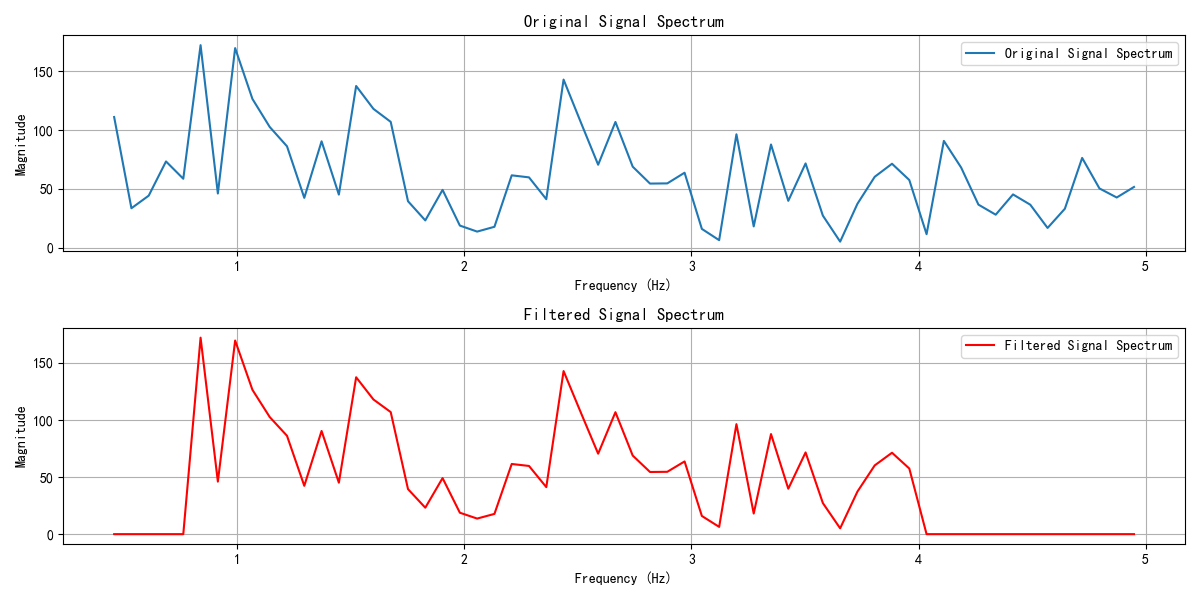 Original Signal Spectrum
Original Signal Spectrum
Magnitude
150
100
50
0
1
2
3
4
5
Frequency (Hz)
Filtered Signal Spectrum
Filtered Signal Spectrum
Magnitude
150
100
50
0
1
2
3
4
5
Frequency (Hz)